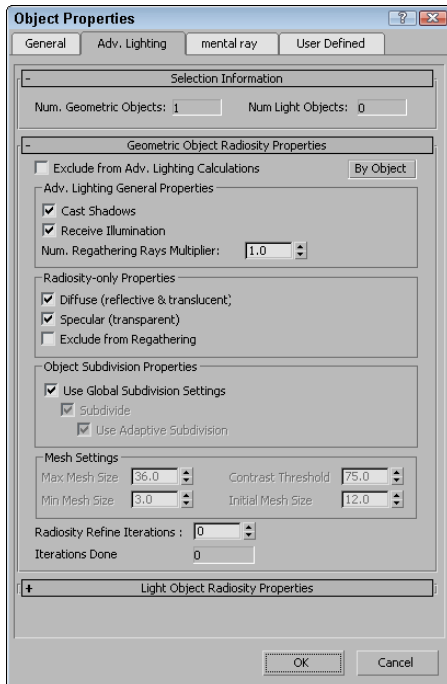 Object Properties
General Adv. Lighting mental ray User Defined
- Selection Information
Num. Geometric Objects: 1 Num Light Objects: 0
- Geometric Object Radiosity Properties
Exclude from Adv. Lighting Calculations By Object
Adv. Lighting General Properties
Cast Shadows
Receive Illumination
Num. Regathering Rays Multiplier: 1.0
Radiosity-only Properties
Diffuse (reflective & translucent)
Specular (transparent)
Exclude from Regathering
Object Subdivision Properties
Use Global Subdivision Settings
Subdivide
Use Adaptive Subdivision
Mesh Settings
Max Mesh Size 36.0 Contrast Threshold 75.0
Min Mesh Size 3.0 Initial Mesh Size 12.0
Radiosity Refine Iterations : 0
Iterations Done 0
+ Light Object Radiosity Properties
OK Cancel